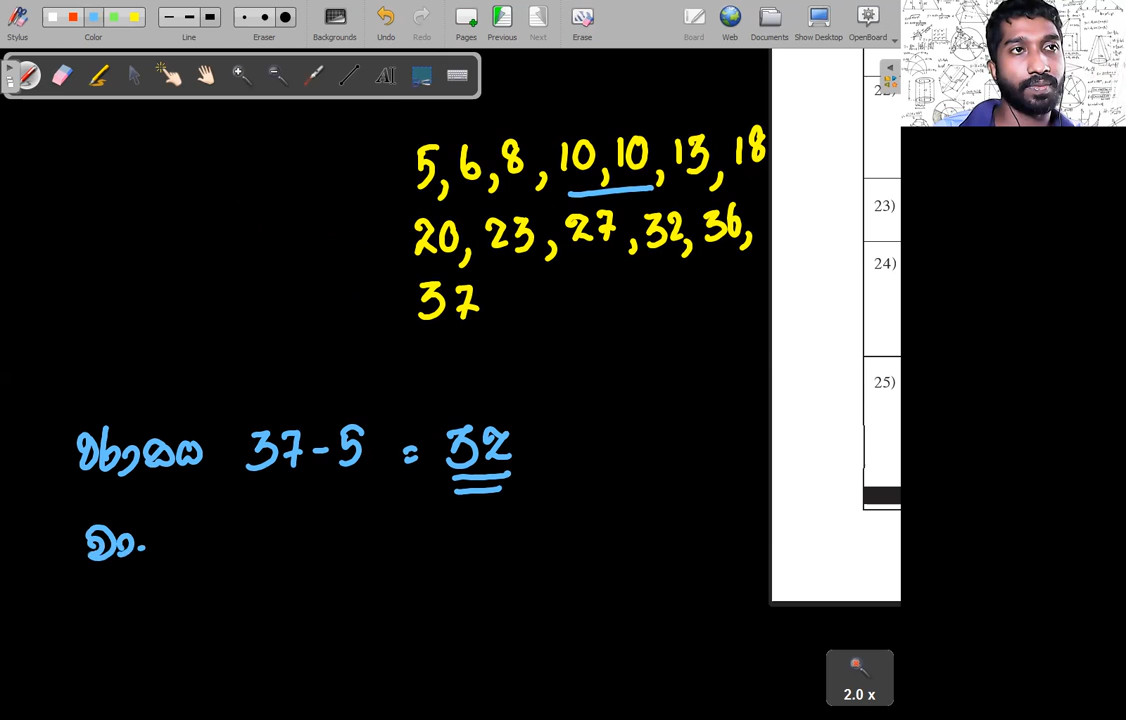 Stylus
Color
Line
Eraser
Backgrounds
Undo
Redo
Pages
Previous
Next
Erase
Board
Web
Documents
Show Desktop
OpenBoard
5, 6, 8, 10, 10, 13, 18
20, 23, 27, 32, 36,
37
පරාසය 37 - 5 = 32
23)
24)
25)
2.0 x